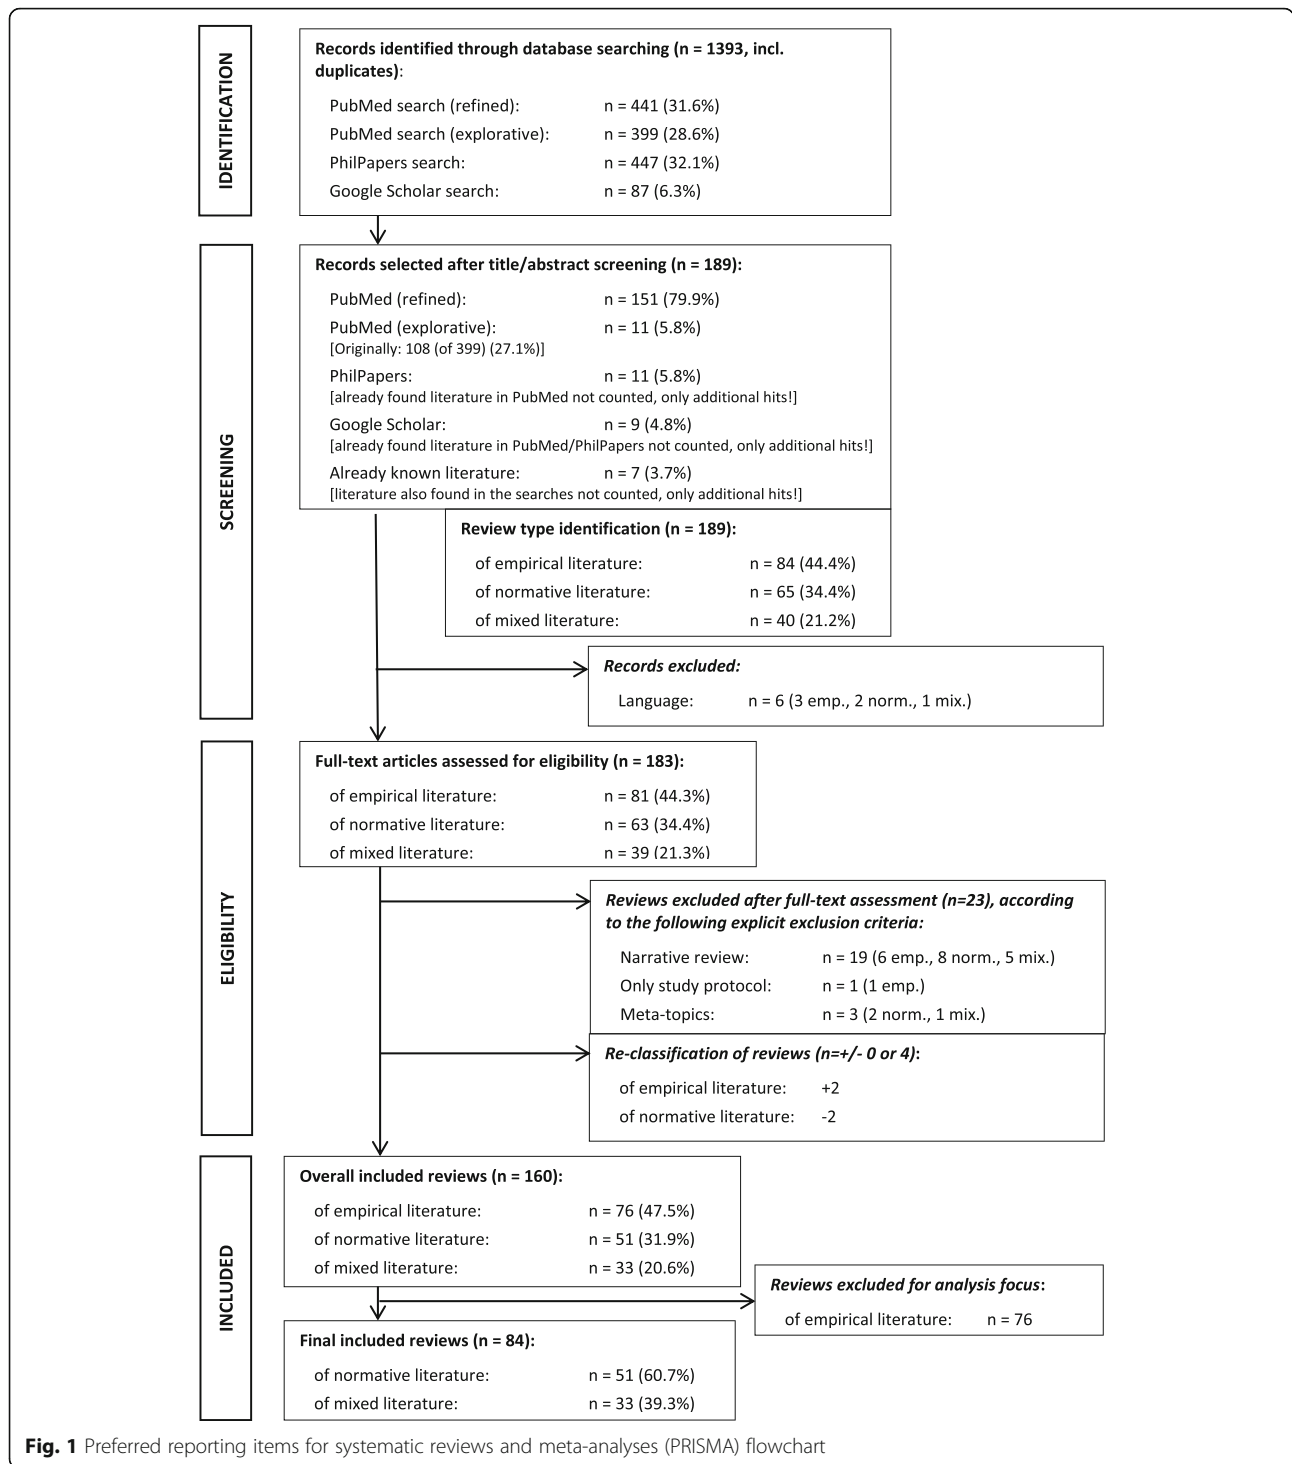 IDENTIFICATION
Records identified through database searching (n = 1393, incl.
duplicates):
PubMed search (refined): n = 441 (31.6%)
PubMed search (explorative): n = 399 (28.6%)
PhilPapers search: n = 447 (32.1%)
Google Scholar search: n = 87 (6.3%)
SCREENING
Records selected after title/abstract screening (n = 189):
PubMed (refined): n = 151 (79.9%)
PubMed (explorative): n = 11 (5.8%)
[Originally: 108 (of 399) (27.1%)]
PhilPapers: n = 11 (5.8%)
[already found literature in PubMed not counted, only additional hits!]
Google Scholar: n = 9 (4.8%)
[already found literature in PubMed/PhilPapers not counted, only additional hits!]
Already known literature: n = 7 (3.7%)
[literature also found in the searches not counted, only additional hits!]
Review type identification (n = 189):
of empirical literature: n = 84 (44.4%)
of normative literature: n = 65 (34.4%)
of mixed literature: n = 40 (21.2%)
Records excluded:
Language: n = 6 (3 emp., 2 norm., 1 mix.)
ELIGIBILITY
Full-text articles assessed for eligibility (n = 183):
of empirical literature: n = 81 (44.3%)
of normative literature: n = 63 (34.4%)
of mixed literature: n = 39 (21.3%)
Reviews excluded after full-text assessment (n=23), according
to the following explicit exclusion criteria:
Narrative review: n = 19 (6 emp., 8 norm., 5 mix.)
Only study protocol: n = 1 (1 emp.)
Meta-topics: n = 3 (2 norm., 1 mix.)
Re-classification of reviews (n=+/- 0 or 4):
of empirical literature: +2
of normative literature: -2
INCLUDED
Overall included reviews (n = 160):
of empirical literature: n = 76 (47.5%)
of normative literature: n = 51 (31.9%)
of mixed literature: n = 33 (20.6%)
Reviews excluded for analysis focus:
of empirical literature: n = 76
Final included reviews (n = 84):
of normative literature: n = 51 (60.7%)
of mixed literature: n = 33 (39.3%)
Fig. 1 Preferred reporting items for systematic reviews and meta-analyses (PRISMA) flowchart